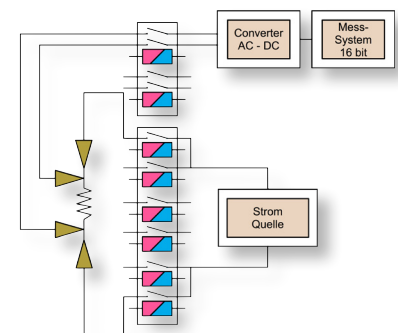 Converter
AC - DC
Mess-
System
16 bit
Strom
Quelle